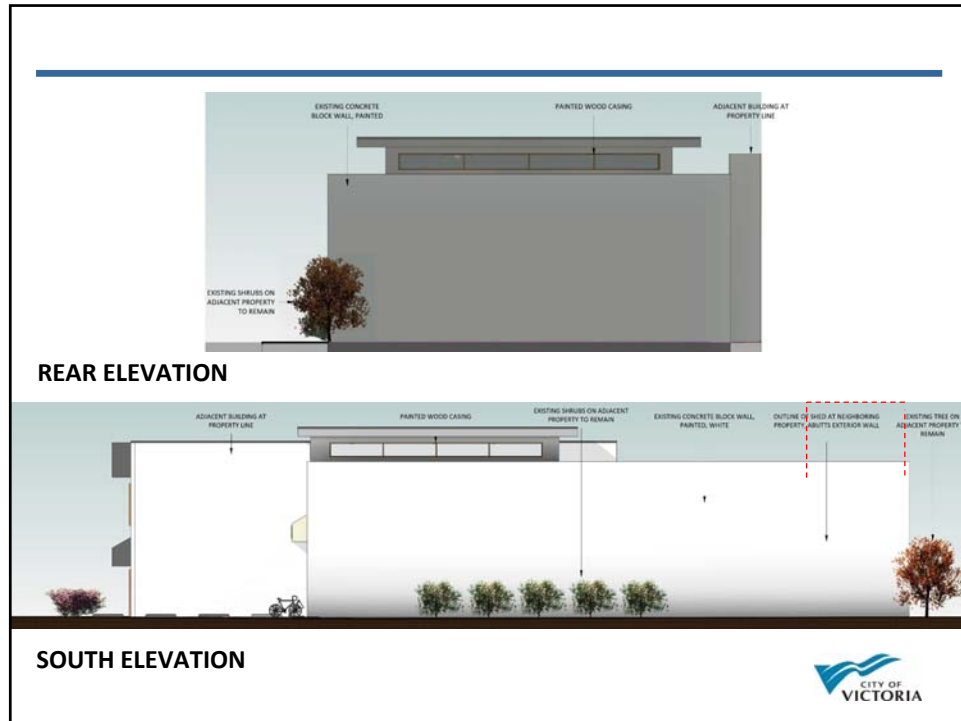 EXISTING CONCRETE
BLOCK WALL, PAINTED
PAINTED WOOD CASING
ADJACENT BUILDING AT
PROPERTY LINE
EXISTING SHRUBS ON
ADJACENT PROPERTY
TO REMAIN
REAR ELEVATION
ADJACENT BUILDING AT
PROPERTY LINE
PAINTED WOOD CASING
EXISTING SHRUBS ON ADJACENT
PROPERTY TO REMAIN
EXISTING CONCRETE BLOCK WALL,
PAINTED, WHITE
OUTLINE OF SHED AT NEIGHBORING
PROPERTY, ABUTTS EXTERIOR WALL
EXISTING TREE ON
ADJACENT PROPERTY
REMAIN
SOUTH ELEVATION
CITY OF
VICTORIA